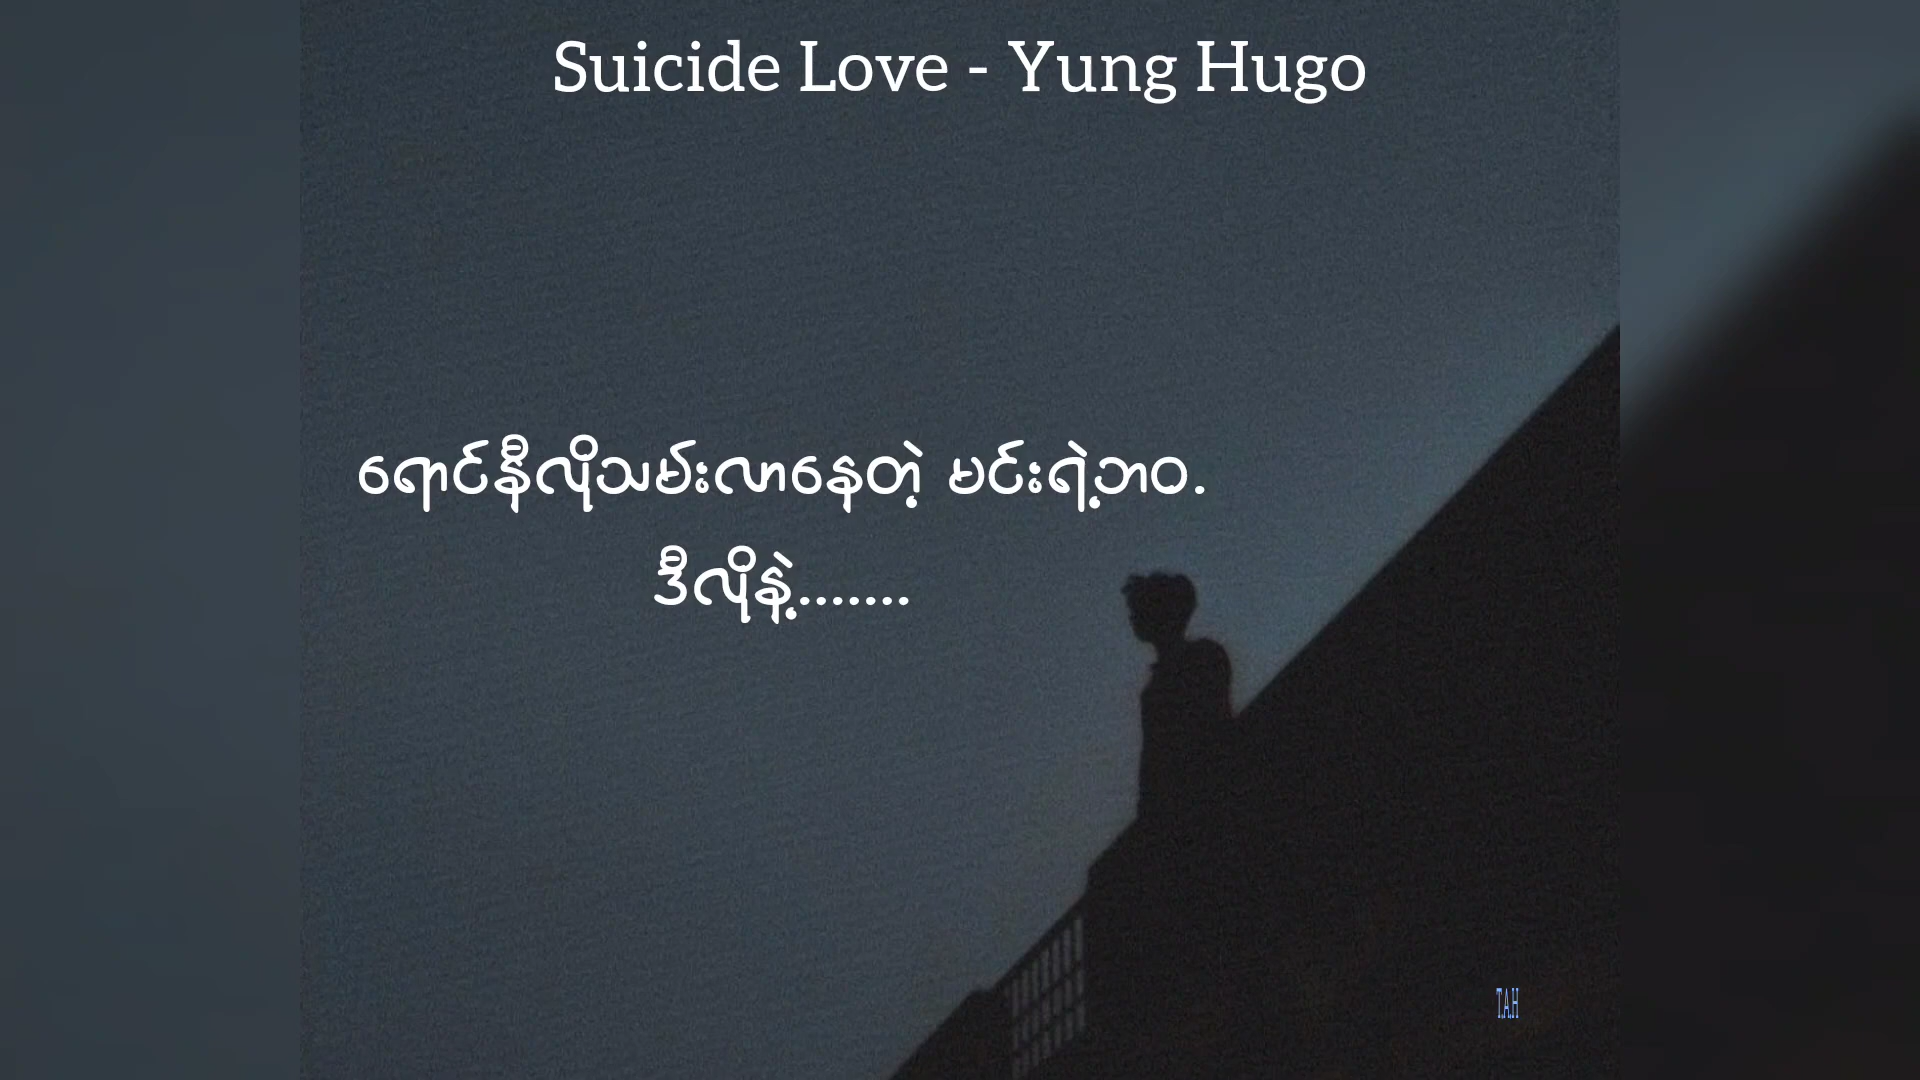 Suicide Love - Yung Hugo
ရောင်နီလိုသမ်းလာနေတဲ့ မင်းရဲ့ဘဝ.
ဒီလိုနဲ့.......
T.A.H